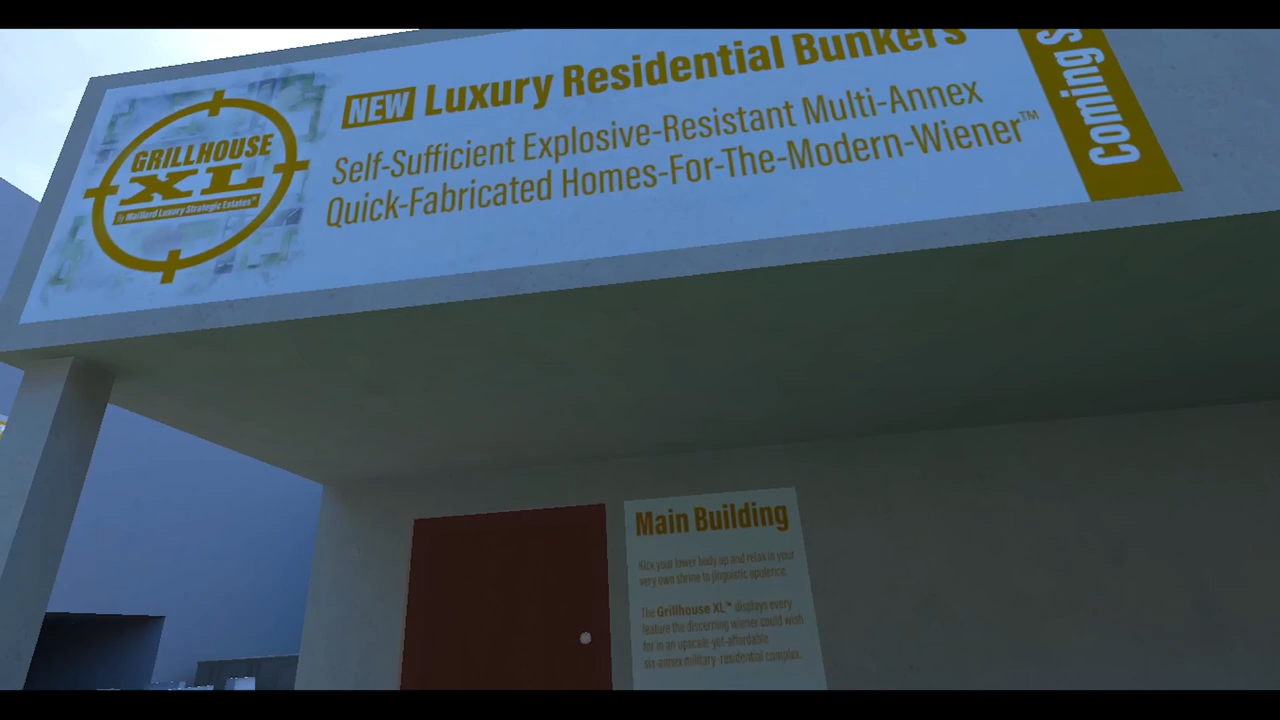 GRILLHOUSE
XL
By Maillard Luxury Strategic Estates™
NEW Luxury Residential Bunkers
Self-Sufficient Explosive-Resistant Multi-Annex
Quick-Fabricated Homes-For-The-Modern-Wiener™
Coming S
Main Building
Kick your lower body up and relax in your
very own shrine to jingoistic opulence.
The Grillhouse XL™ displays every
feature the discerning wiener could wish
for in an upscale-yet-affordable
six-annex military-residential complex.